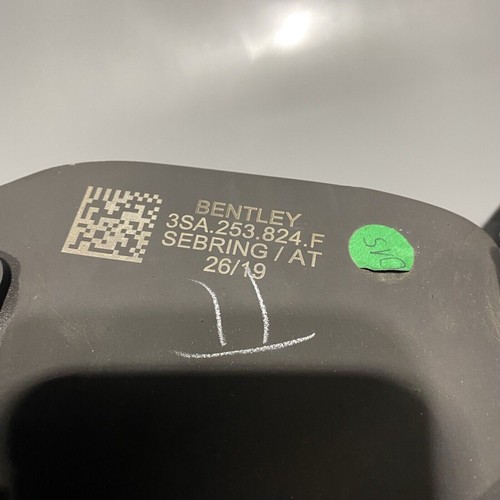 BENTLEY
3SA.253.824.F
SEBRING / AT
26/19